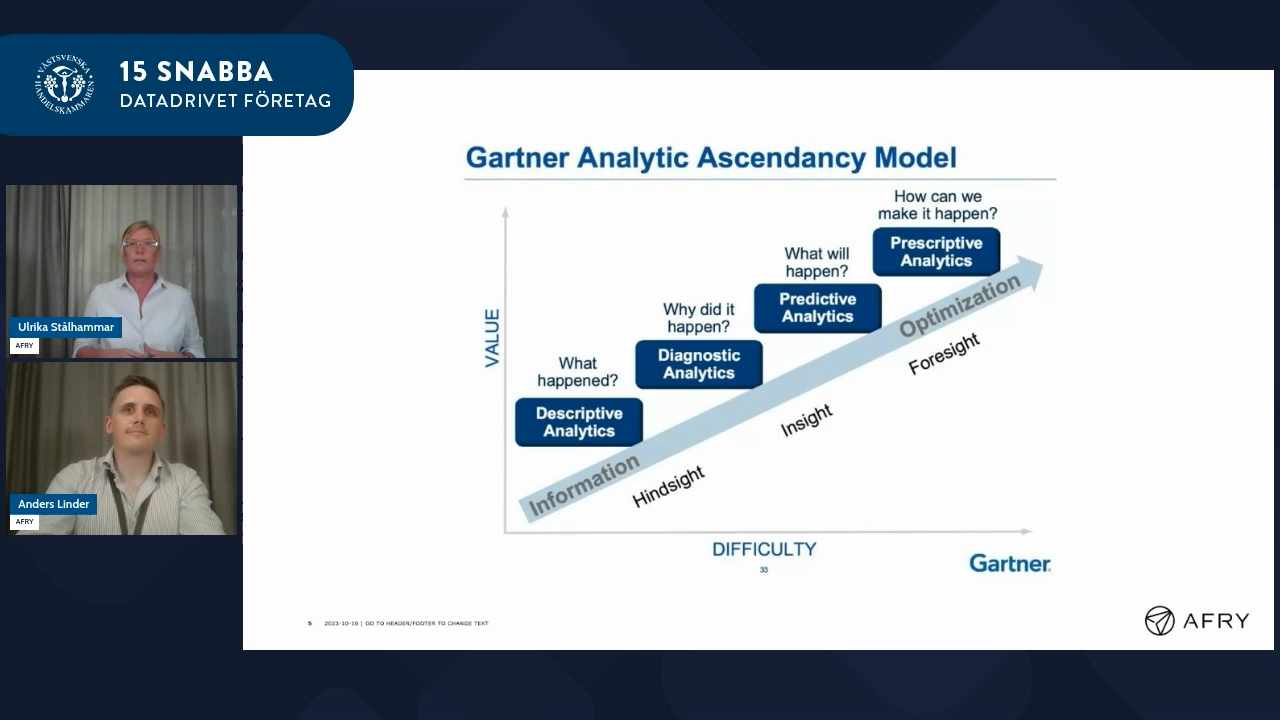 VÄSTSVENSKA
HANDELSKAMMAREN
15 SNABBA
DATADRIVET FÖRETAG
Ulrika Stålhammar
AFRY
Anders Linder
AFRY
Gartner Analytic Ascendancy Model
How can we
make it happen?
Prescriptive
Analytics
What will
happen?
Predictive
Analytics
Why did it
happen?
Diagnostic
Analytics
What
happened?
Descriptive
Analytics
VALUE
Information
Optimization
Hindsight
Insight
Foresight
DIFFICULTY
33
Gartner
5 2023-10-10 | GO TO HEADER/FOOTER TO CHANGE TEXT
AFRY